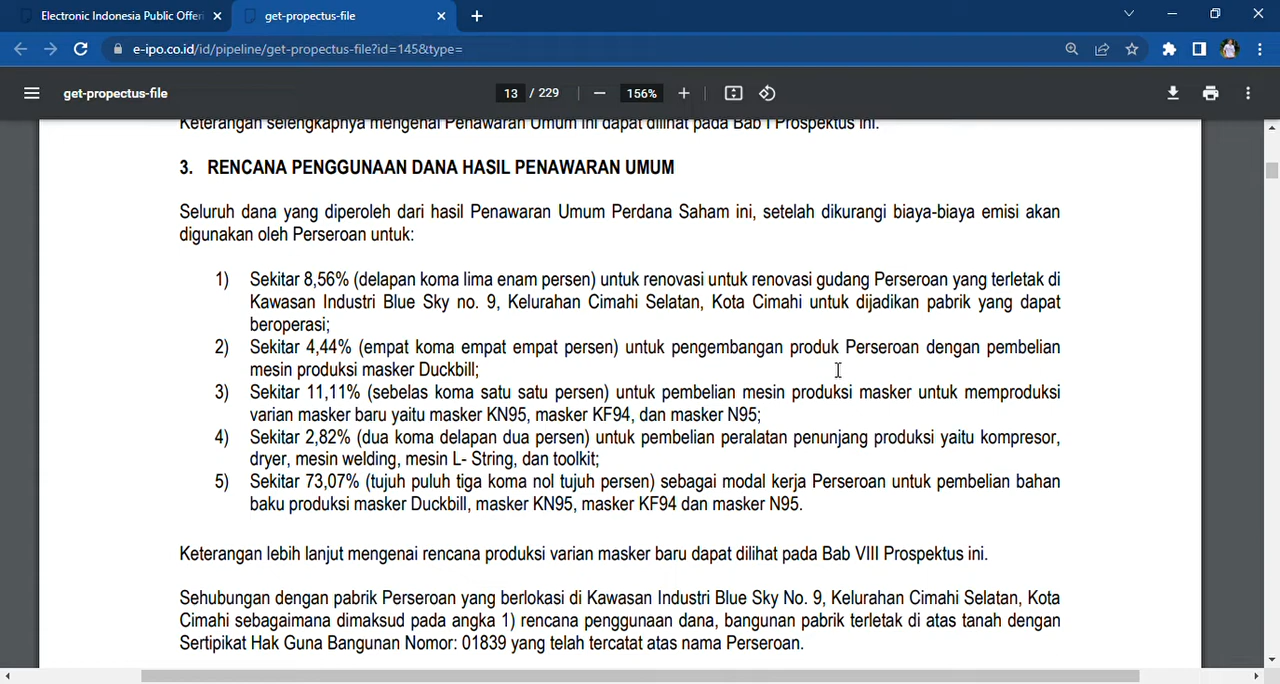 Electronic Indonesia Public Offeri
get-propectus-file
e-ipo.co.id/id/pipeline/get-propectus-file?id=145&type=
get-propectus-file
13 / 229
156%
Keterangan selengkapnya mengenai Penawaran Umum ini dapat dilihat pada Bab I Prospektus ini.
3. RENCANA PENGGUNAAN DANA HASIL PENAWARAN UMUM
Seluruh dana yang diperoleh dari hasil Penawaran Umum Perdana Saham ini, setelah dikurangi biaya-biaya emisi akan
digunakan oleh Perseroan untuk:
1) Sekitar 8,56% (delapan koma lima enam persen) untuk renovasi untuk renovasi gudang Perseroan yang terletak di
Kawasan Industri Blue Sky no. 9, Kelurahan Cimahi Selatan, Kota Cimahi untuk dijadikan pabrik yang dapat
beroperasi;
2) Sekitar 4,44% (empat koma empat empat persen) untuk pengembangan produk Perseroan dengan pembelian
mesin produksi masker Duckbill;
3) Sekitar 11,11% (sebelas koma satu satu persen) untuk pembelian mesin produksi masker untuk memproduksi
varian masker baru yaitu masker KN95, masker KF94, dan masker N95;
4) Sekitar 2,82% (dua koma delapan dua persen) untuk pembelian peralatan penunjang produksi yaitu kompresor,
dryer, mesin welding, mesin L- String, dan toolkit;
5) Sekitar 73,07% (tujuh puluh tiga koma nol tujuh persen) sebagai modal kerja Perseroan untuk pembelian bahan
baku produksi masker Duckbill, masker KN95, masker KF94 dan masker N95.
Keterangan lebih lanjut mengenai rencana produksi varian masker baru dapat dilihat pada Bab VIII Prospektus ini.
Sehubungan dengan pabrik Perseroan yang berlokasi di Kawasan Industri Blue Sky No. 9, Kelurahan Cimahi Selatan, Kota
Cimahi sebagaimana dimaksud pada angka 1) rencana penggunaan dana, bangunan pabrik terletak di atas tanah dengan
Sertipikat Hak Guna Bangunan Nomor: 01839 yang telah tercatat atas nama Perseroan.